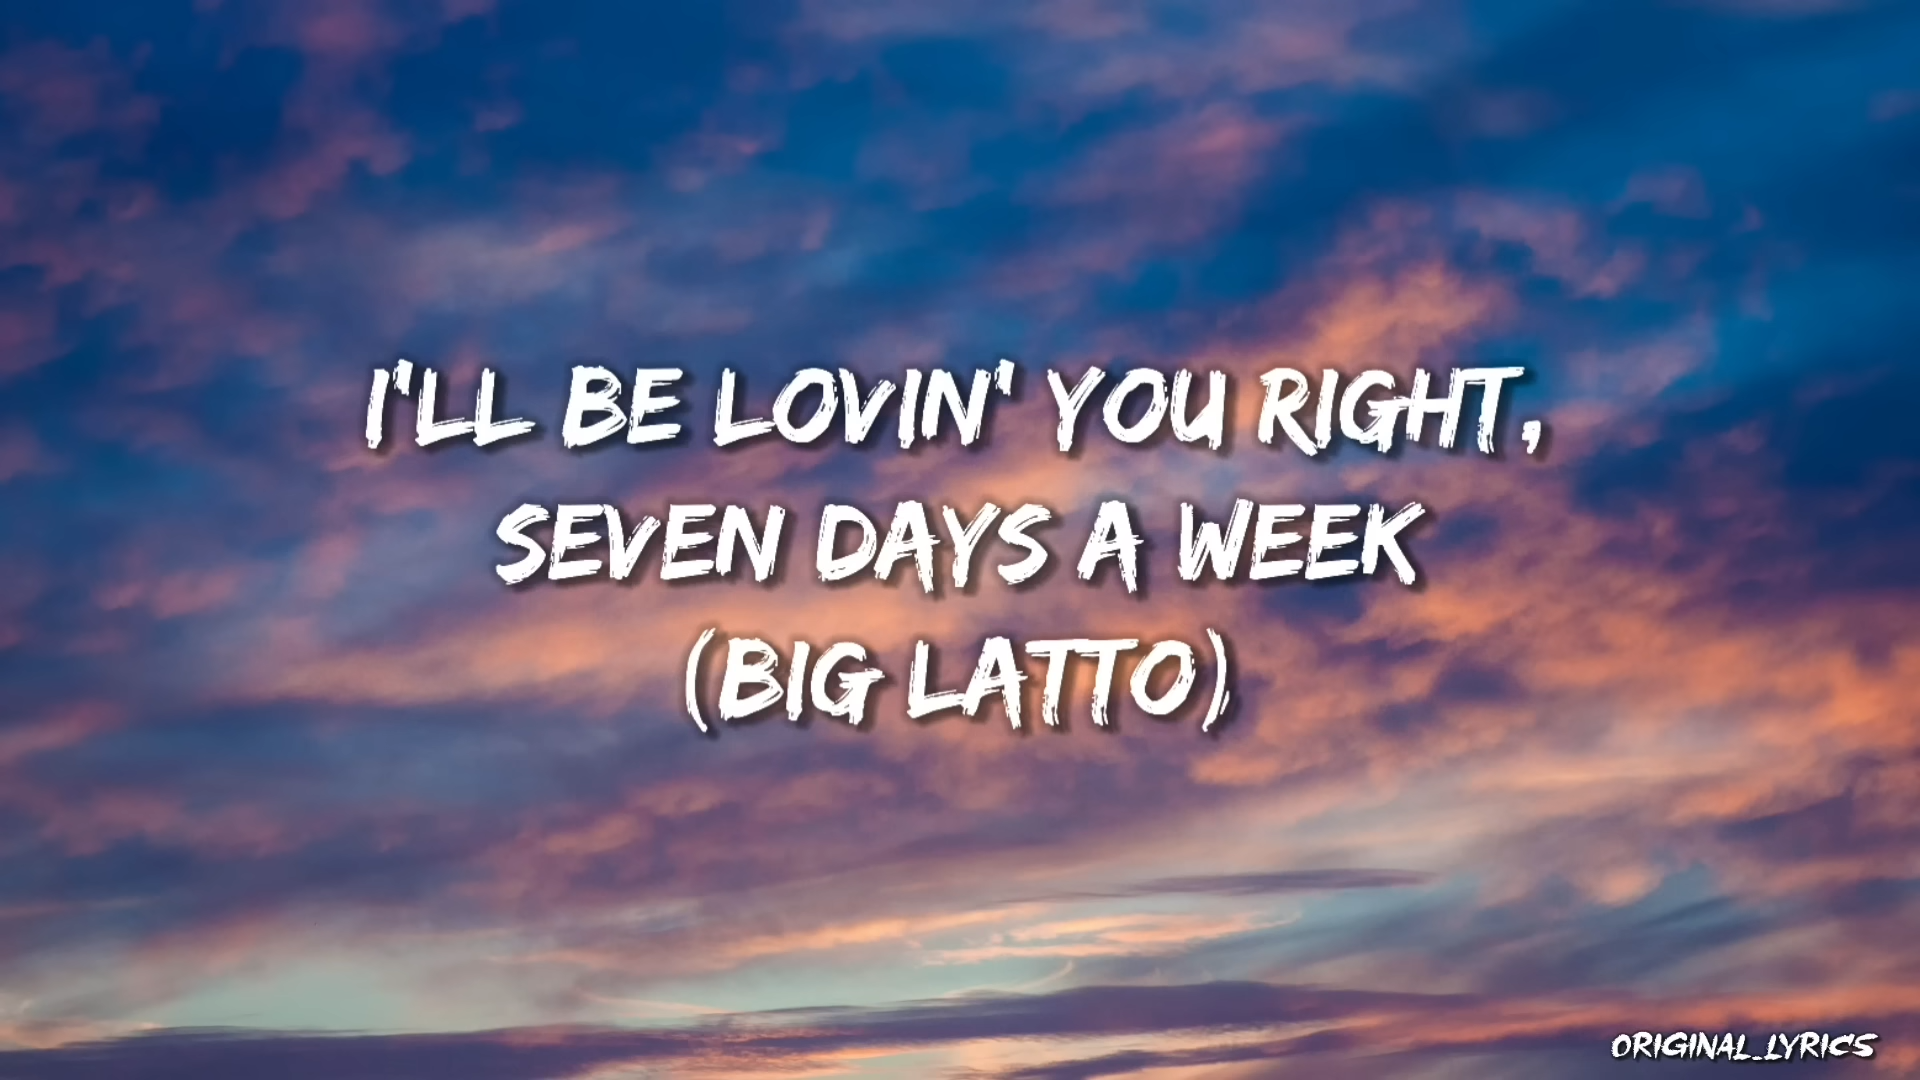 I'LL BE LOVIN' YOU RIGHT,
SEVEN DAYS A WEEK
(BIG LATTO)
ORIGINAL_LYRICS